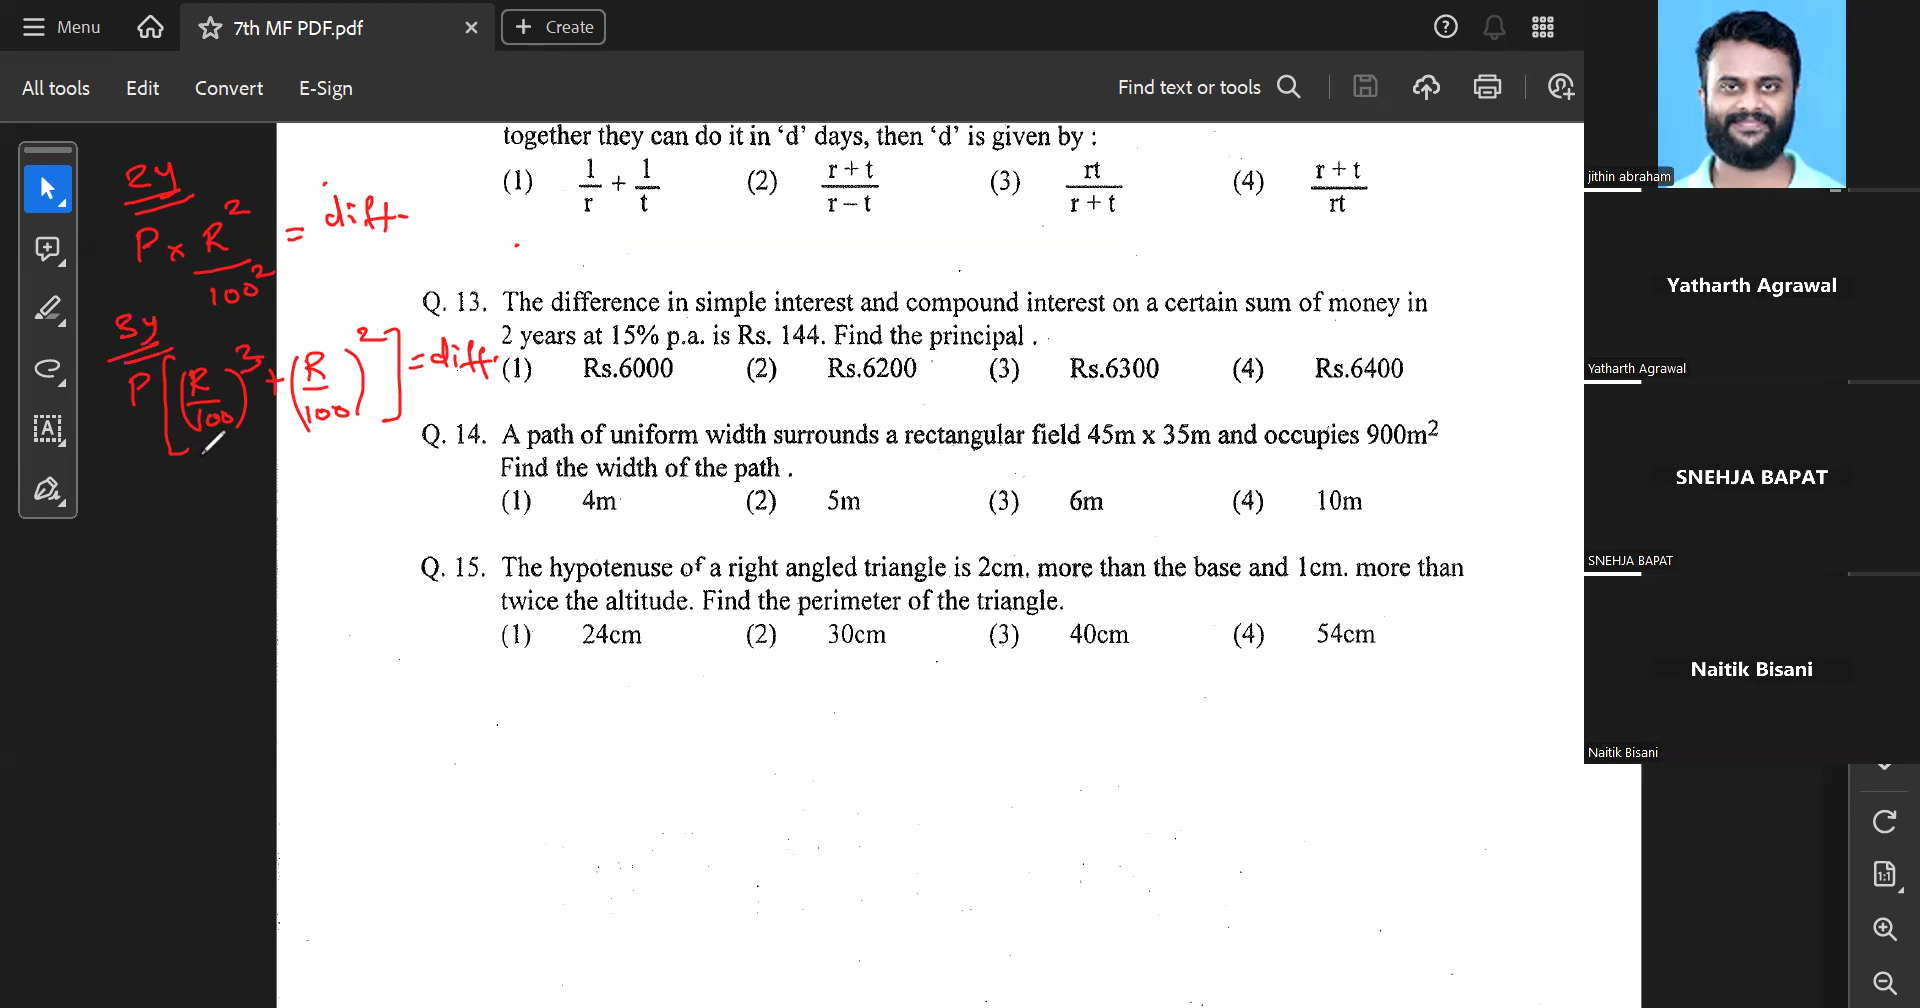 Menu 7th MF PDF.pdf Create
All tools Edit Convert E-Sign Find text or tools
together they can do it in ‘d’ days, then ‘d’ is given by :
(1) 1/r + 1/t (2) (r + t)/(r – t) (3) rt/(r + t) (4) (r + t)/rt
Q. 13. The difference in simple interest and compound interest on a certain sum of money in
2 years at 15% p.a. is Rs. 144. Find the principal .
(1) Rs.6000 (2) Rs.6200 (3) Rs.6300 (4) Rs.6400
Q. 14. A path of uniform width surrounds a rectangular field 45m x 35m and occupies 900m²
Find the width of the path .
(1) 4m (2) 5m (3) 6m (4) 10m
Q. 15. The hypotenuse of a right angled triangle is 2cm. more than the base and 1cm. more than
twice the altitude. Find the perimeter of the triangle.
(1) 24cm (2) 30cm (3) 40cm (4) 54cm
2y
P x R²/100² = diff
3y
P[(R/100)³ + (R/100)²] = diff
jithin abraham
Yatharth Agrawal
Yatharth Agrawal
SNEHJA BAPAT
SNEHJA BAPAT
Naitik Bisani
Naitik Bisani
1:1